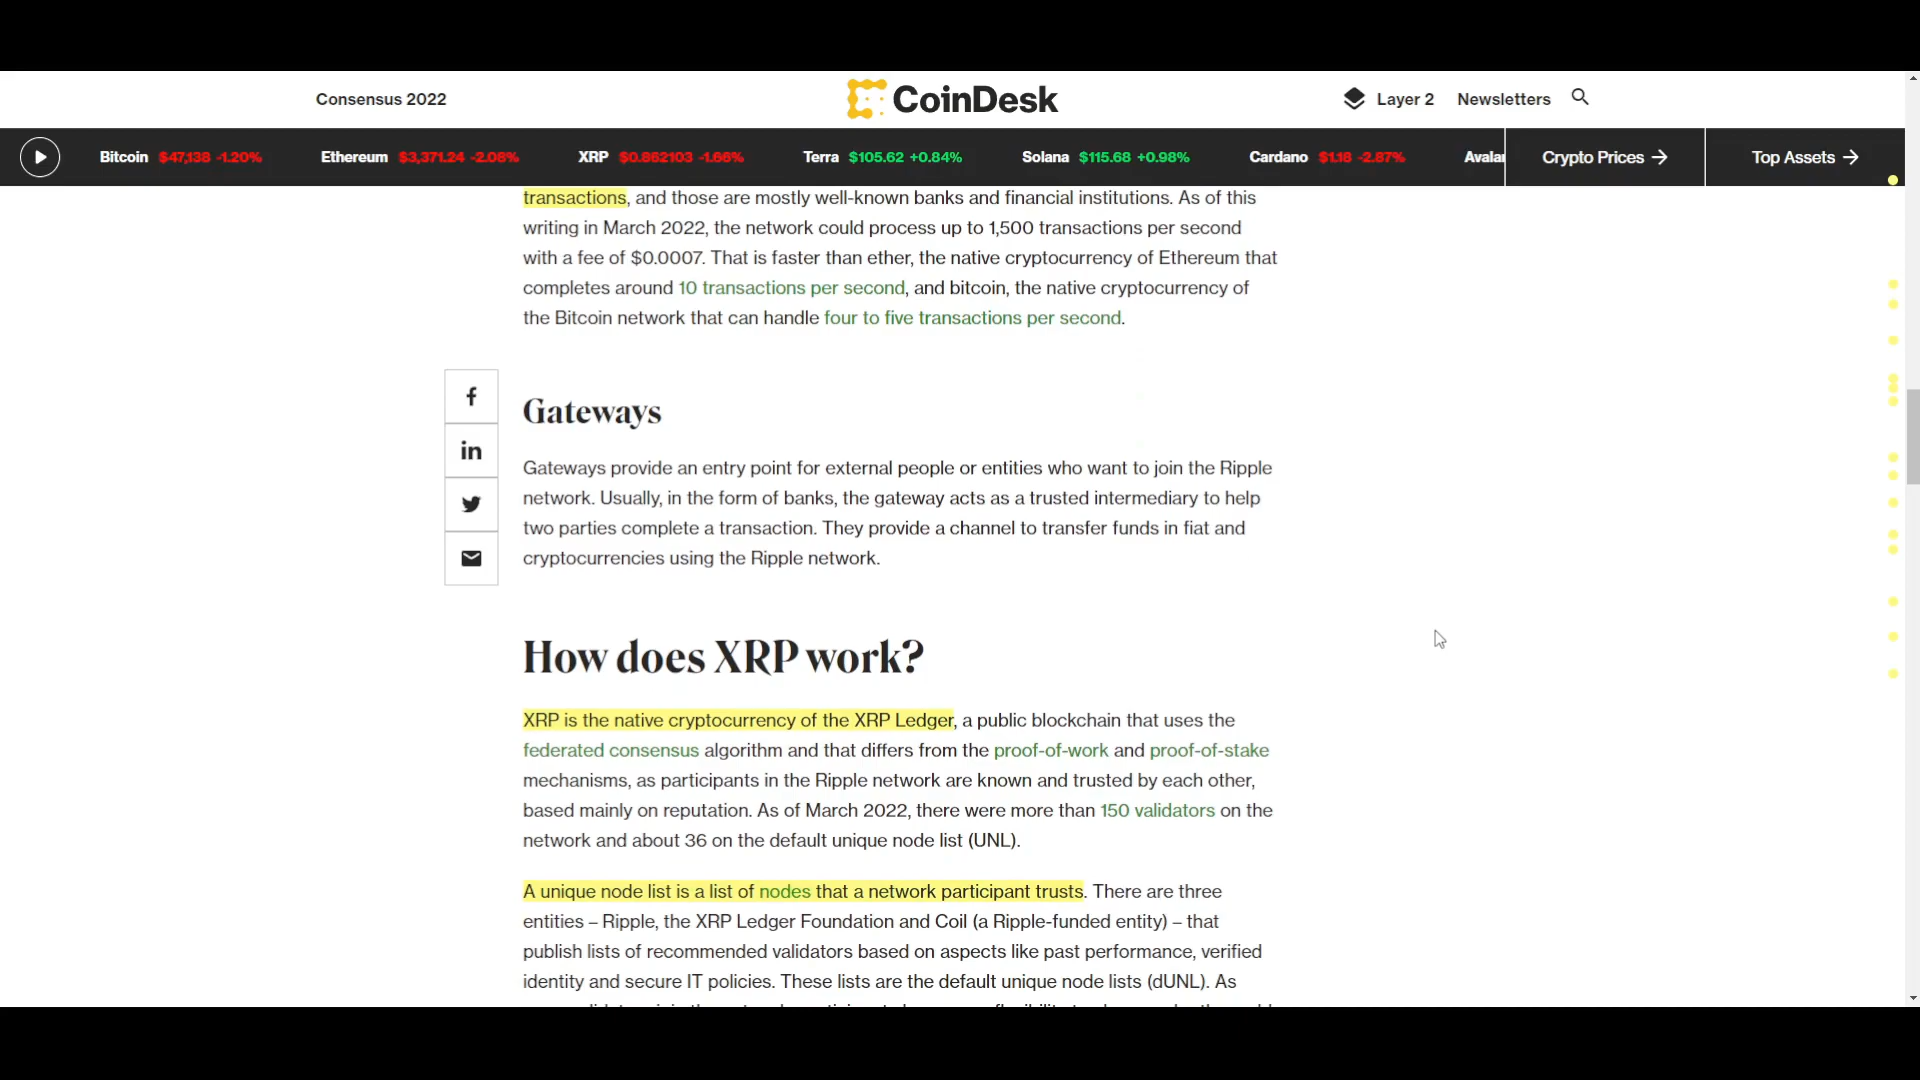 Consensus 2022
CoinDesk
Layer 2 Newsletters
Bitcoin $47,138 -1.20% Ethereum $3,371.24 -2.08% XRP $0.862103 -1.66% Terra $105.62 +0.84% Solana $115.68 +0.98% Cardano $1.18 -2.87% Avalan Crypto Prices → Top Assets →
transactions, and those are mostly well-known banks and financial institutions. As of this
writing in March 2022, the network could process up to 1,500 transactions per second
with a fee of $0.0007. That is faster than ether, the native cryptocurrency of Ethereum that
completes around 10 transactions per second, and bitcoin, the native cryptocurrency of
the Bitcoin network that can handle four to five transactions per second.
Gateways
Gateways provide an entry point for external people or entities who want to join the Ripple
network. Usually, in the form of banks, the gateway acts as a trusted intermediary to help
two parties complete a transaction. They provide a channel to transfer funds in fiat and
cryptocurrencies using the Ripple network.
How does XRP work?
XRP is the native cryptocurrency of the XRP Ledger, a public blockchain that uses the
federated consensus algorithm and that differs from the proof-of-work and proof-of-stake
mechanisms, as participants in the Ripple network are known and trusted by each other,
based mainly on reputation. As of March 2022, there were more than 150 validators on the
network and about 36 on the default unique node list (UNL).
A unique node list is a list of nodes that a network participant trusts. There are three
entities – Ripple, the XRP Ledger Foundation and Coil (a Ripple-funded entity) – that
publish lists of recommended validators based on aspects like past performance, verified
identity and secure IT policies. These lists are the default unique node lists (dUNL). As